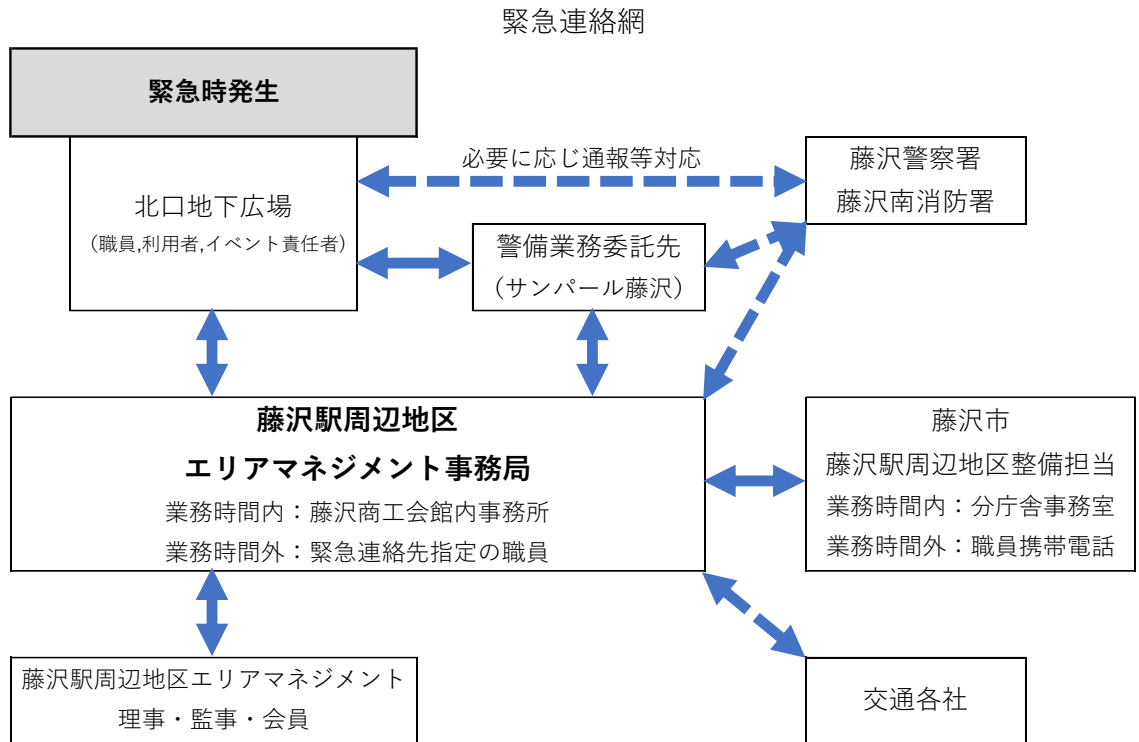 緊急連絡網
緊急時発生
必要に応じ通報等対応
藤沢警察署
藤沢南消防署
北口地下広場
（職員,利用者,イベント責任者）
警備業務委託先
（サンパール藤沢）
藤沢駅周辺地区
エリアマネジメント事務局
業務時間内：藤沢商工会館内事務所
業務時間外：緊急連絡先指定の職員
藤沢市
藤沢駅周辺地区整備担当
業務時間内：分庁舎事務室
業務時間外：職員携帯電話
藤沢駅周辺地区エリアマネジメント
理事・監事・会員
交通各社